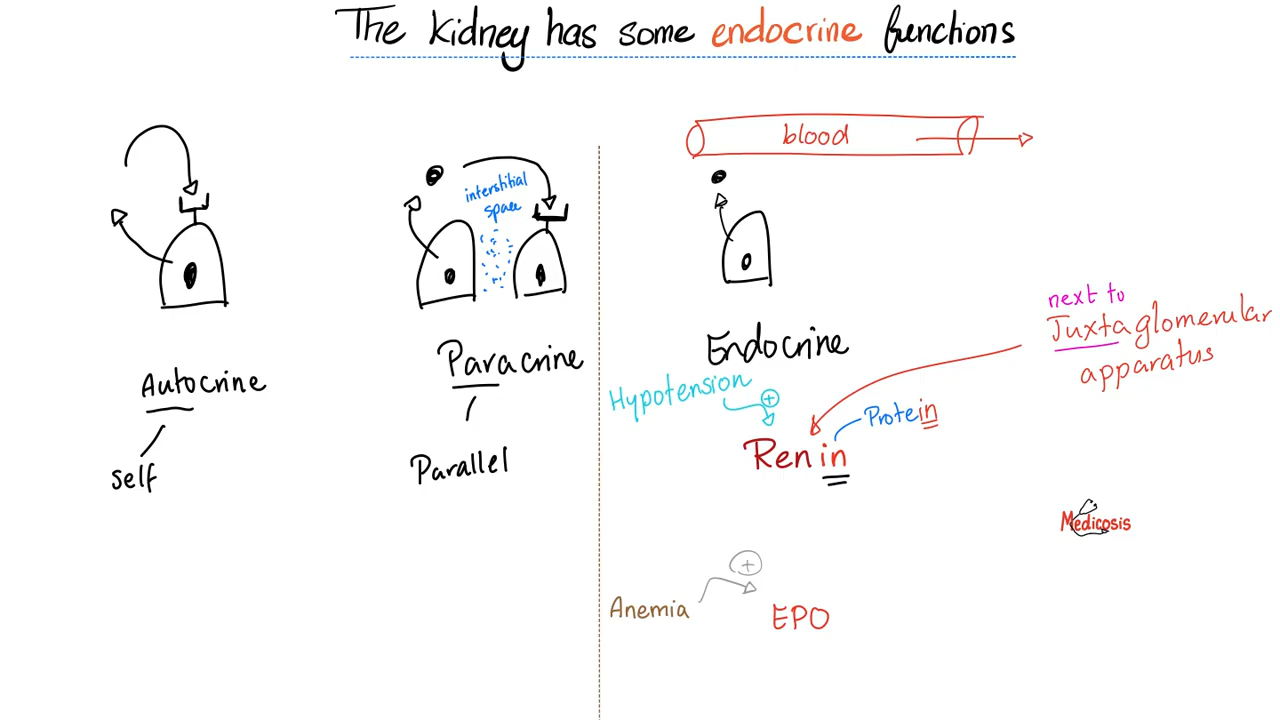 The kidney has some endocrine functions
blood
interstitial
space
Autocrine
self
Paracrine
Parallel
Endocrine
next to
Juxtaglomerular
apparatus
Hypotension
+
Protein
Renin
Medicosis
+
Anemia
EPO